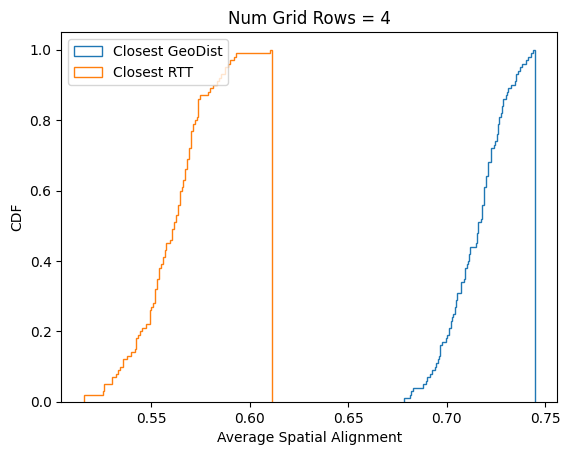 Num Grid Rows = 4
Closest GeoDist
Closest RTT
1.0
0.8
0.6
0.4
0.2
0.0
CDF
0.55 0.60 0.65 0.70 0.75
Average Spatial Alignment